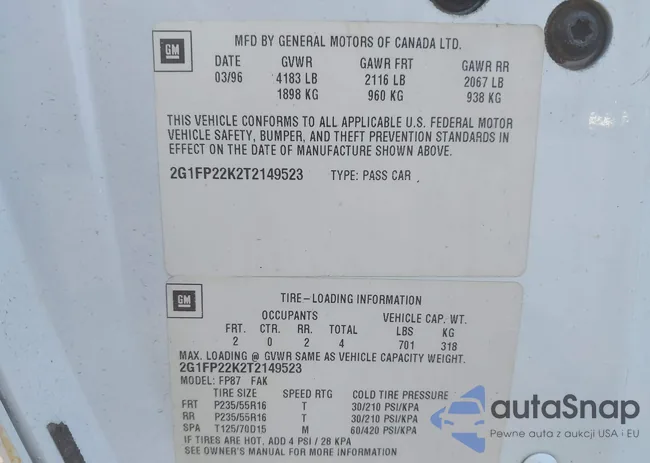 GM
MFD BY GENERAL MOTORS OF CANADA LTD.
DATE GVWR GAWR FRT GAWR RR
03/96 4183 LB 2116 LB 2067 LB
1898 KG 960 KG 938 KG
THIS VEHICLE CONFORMS TO ALL APPLICABLE U.S. FEDERAL MOTOR
VEHICLE SAFETY, BUMPER, AND THEFT PREVENTION STANDARDS IN
EFFECT ON THE DATE OF MANUFACTURE SHOWN ABOVE.
2G1FP22K2T2149523 TYPE: PASS CAR
GM
TIRE-LOADING INFORMATION
OCCUPANTS VEHICLE CAP. WT.
FRT. CTR. RR. TOTAL LBS KG
2 0 2 4 701 318
MAX. LOADING @ GVWR SAME AS VEHICLE CAPACITY WEIGHT.
2G1FP22K2T2149523
MODEL: FP87 FAK
TIRE SIZE SPEED RTG COLD TIRE PRESSURE
FRT P235/55R16 T 30/210 PSI/KPA
RR P235/55R16 T 30/210 PSI/KPA
SPA T125/70D15 M 60/420 PSI/KPA
IF TIRES ARE HOT, ADD 4 PSI / 28 KPA
SEE OWNER'S MANUAL FOR MORE INFORMATION
autoSnap
Pewne auta z aukcji USA i EU